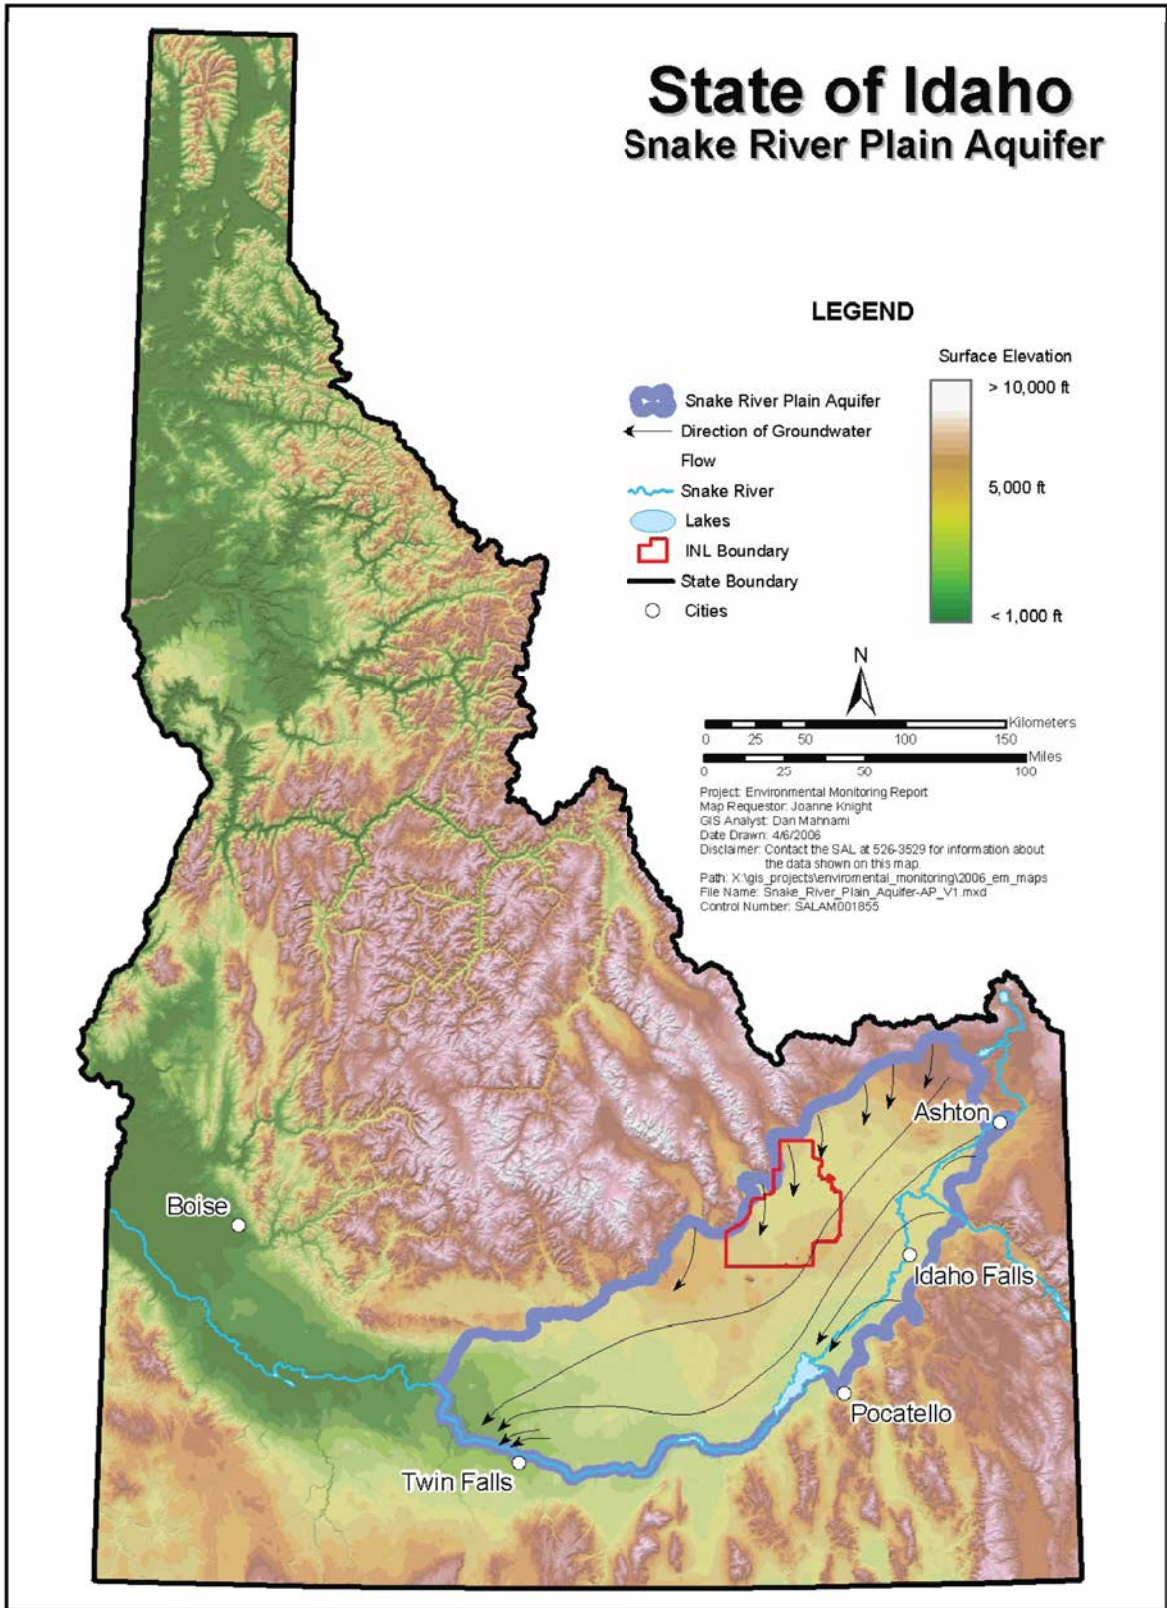 State of Idaho
Snake River Plain Aquifer
LEGEND
Surface Elevation
> 10,000 ft
5,000 ft
< 1,000 ft
Snake River Plain Aquifer
Direction of Groundwater
Flow
Snake River
Lakes
INL Boundary
State Boundary
Cities
N
Kilometers
0 25 50 100 150
Miles
0 25 50 100
Project: Environmental Monitoring Report
Map Requestor: Joanne Knight
GIS Analyst: Dan Mahnami
Date Drawn: 4/6/2006
Disclaimer: Contact the SAL at 526-3529 for information about
the data shown on this map.
Path: X:\gis_projects\enviromental_monitoring\2006_em_maps
File Name: Snake_River_Plain_Aquifer-AP_V1.mxd
Control Number: SALAM001855
Ashton
Boise
Idaho Falls
Pocatello
Twin Falls